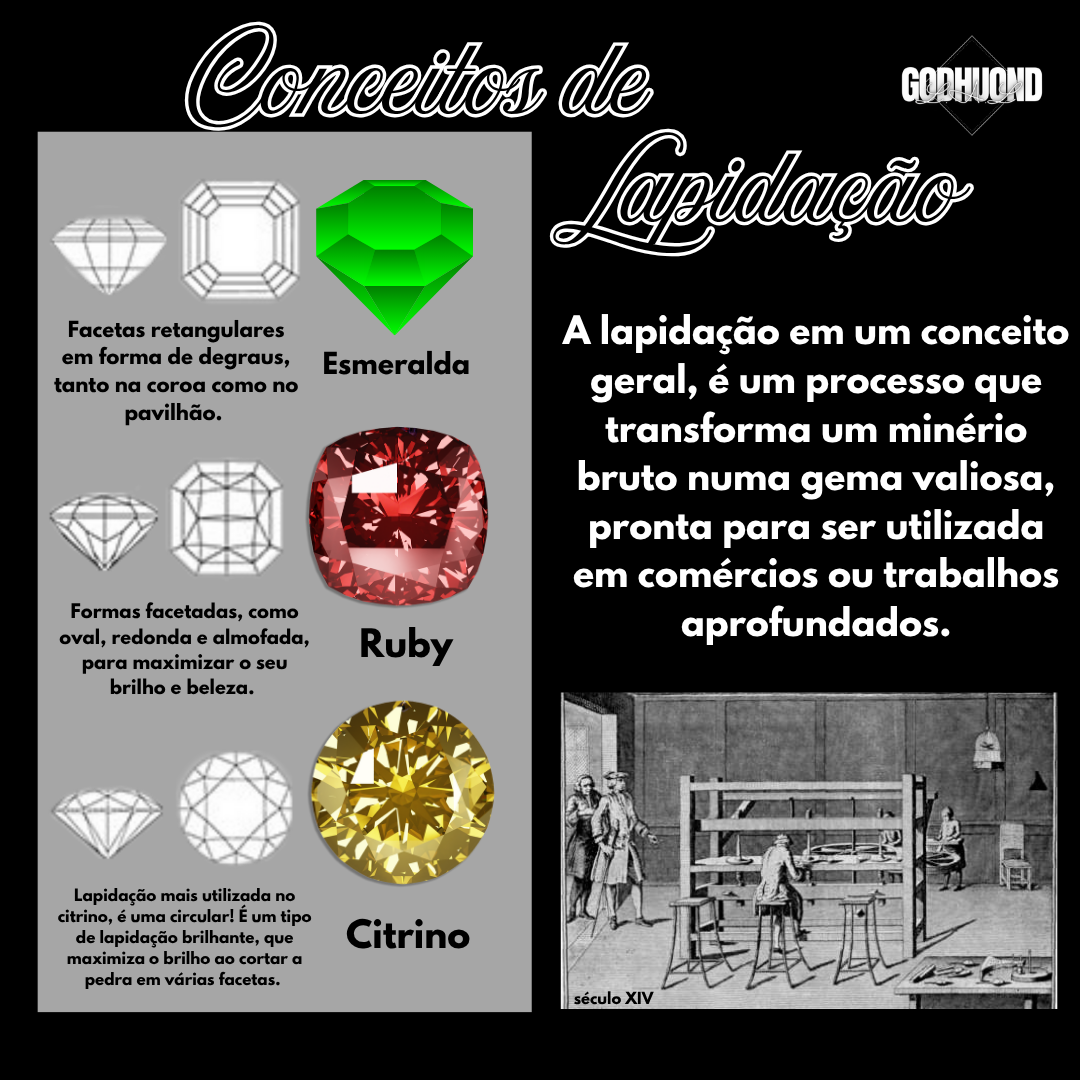 Conceitos de
Lapidação
GODHUOND
Facetas retangulares
em forma de degraus,
tanto na coroa como no
pavilhão.
Esmeralda
Formas facetadas, como
oval, redonda e almofada,
para maximizar o seu
brilho e beleza.
Ruby
Lapidação mais utilizada no
citrino, é uma circular! É um tipo
de lapidação brilhante, que
maximiza o brilho ao cortar a
pedra em várias facetas.
Citrino
A lapidação em um conceito
geral, é um processo que
transforma um minério
bruto numa gema valiosa,
pronta para ser utilizada
em comércios ou trabalhos
aprofundados.
século XIV